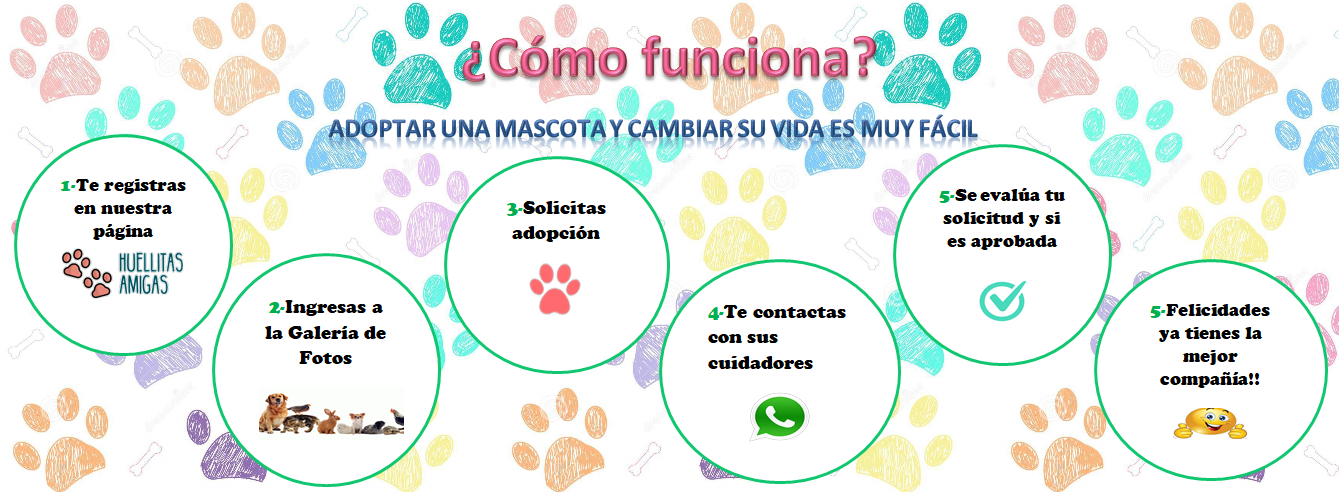 ¿Cómo funciona?
ADOPTAR UNA MASCOTA Y CAMBIAR SU VIDA ES MUY FÁCIL
1-Te registras
en nuestra
página
HUELLITAS
AMIGAS
2-Ingresas a
la Galería de
Fotos
3-Solicitas
adopción
4-Te contactas
con sus
cuidadores
5-Se evalúa tu
solicitud y si
es aprobada
5-Felicidades
ya tienes la
mejor
compañía!!